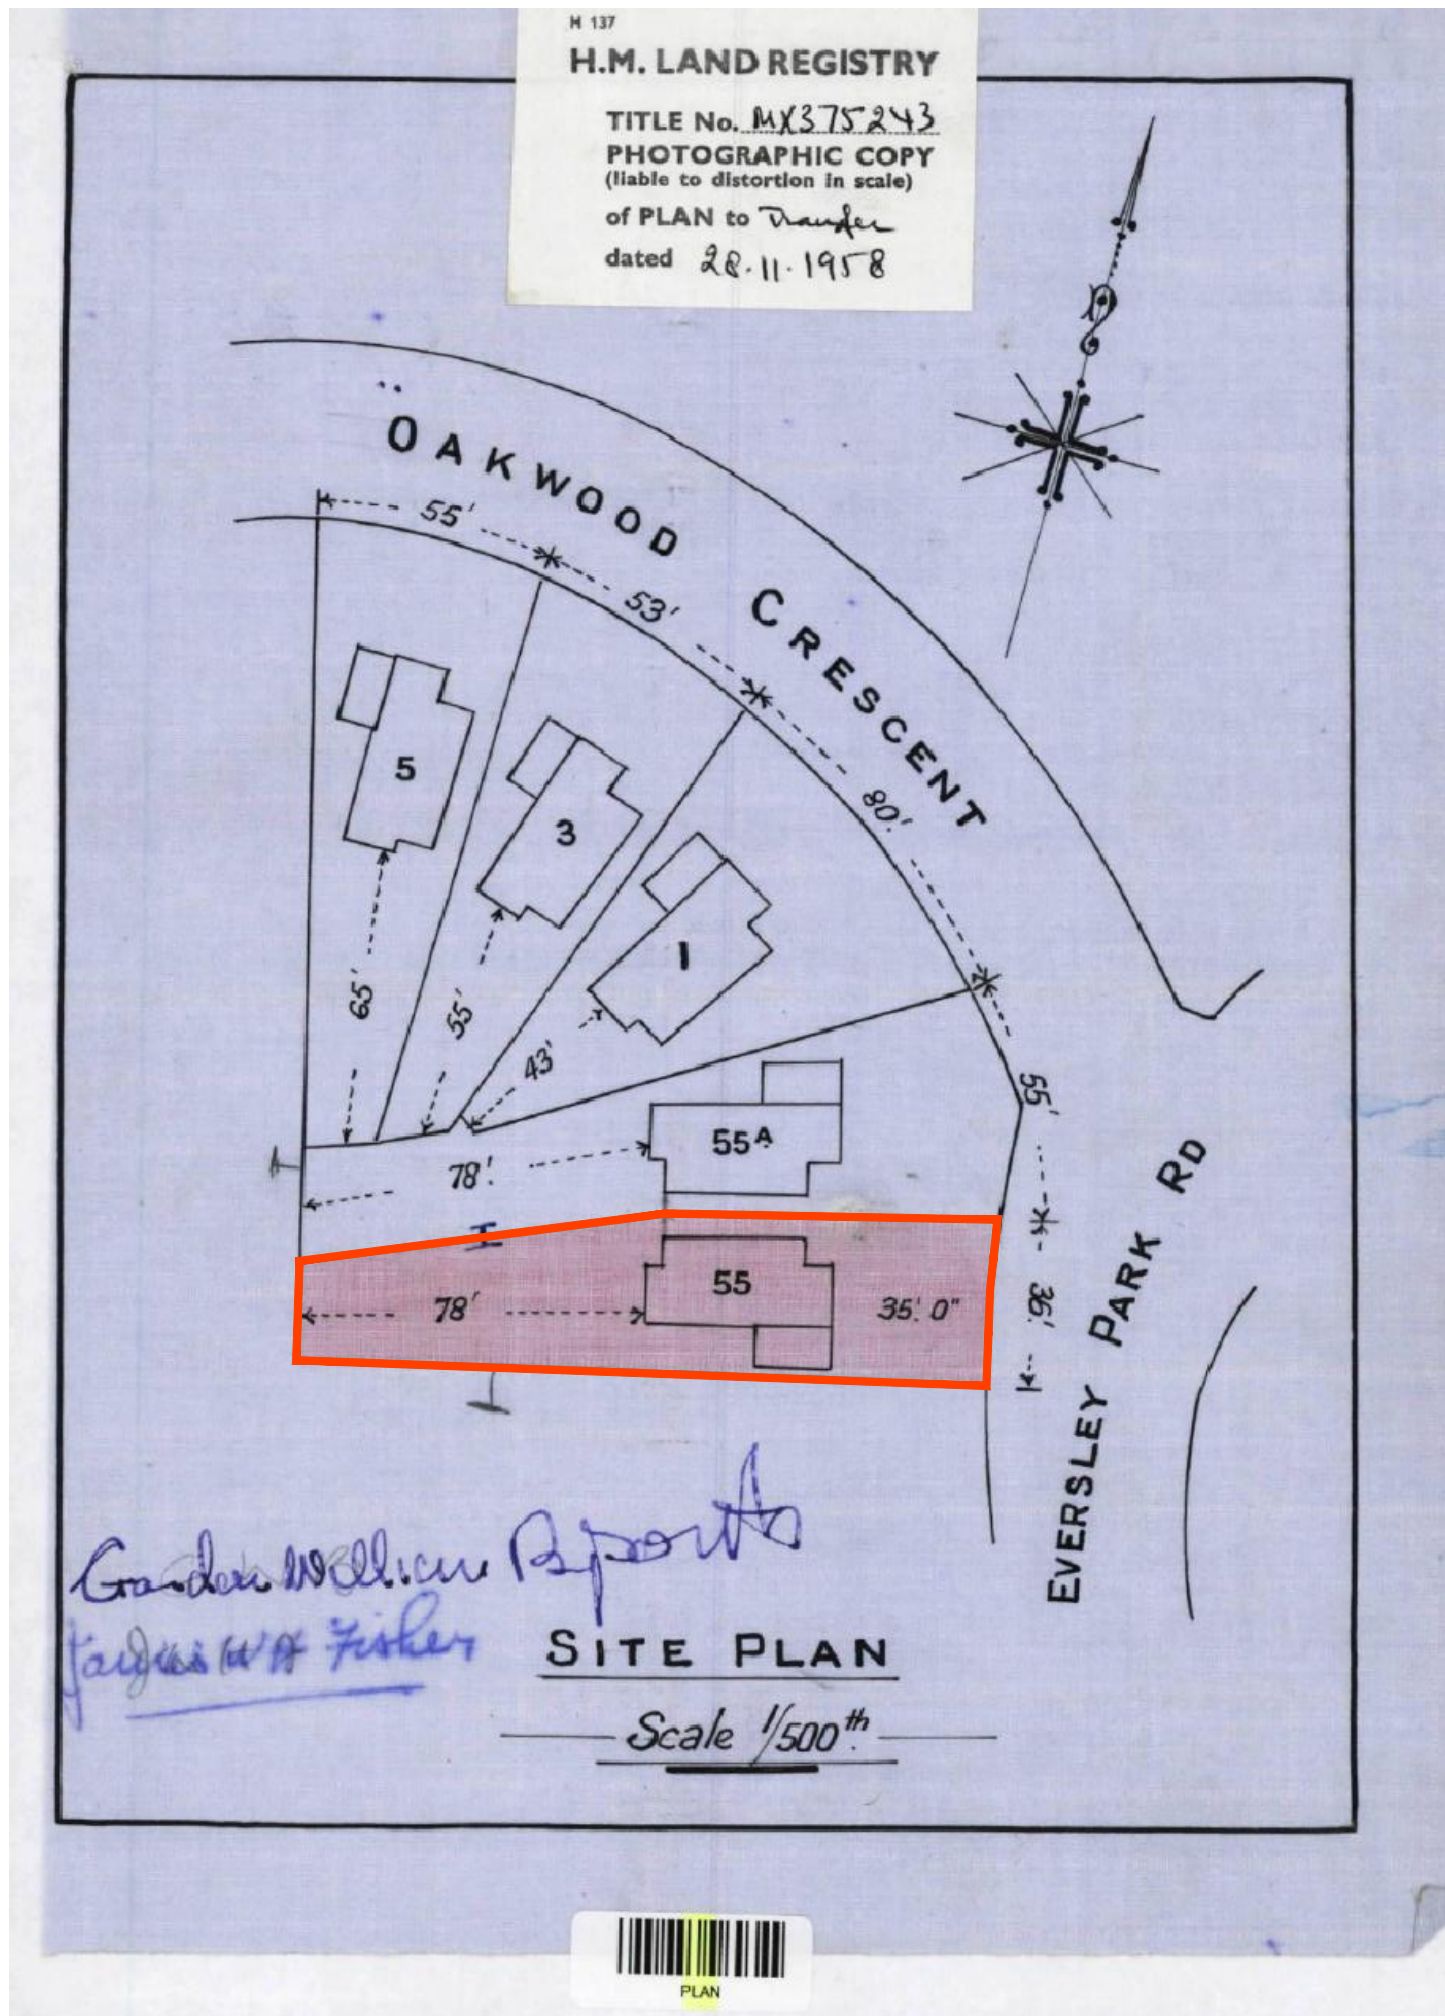 H 137
H.M. LAND REGISTRY
TITLE No. MX375243
PHOTOGRAPHIC COPY
(liable to distortion in scale)
of PLAN to Transfer
dated 28.11.1958
OAKWOOD CRESCENT
55'
53'
80'
5
3
1
65'
55'
43'
55'
55A
78'
H
55
78'
35' 0"
36'
EVERSLEY PARK RD
William
Fisher
SITE PLAN
Scale 1/500th
PLAN